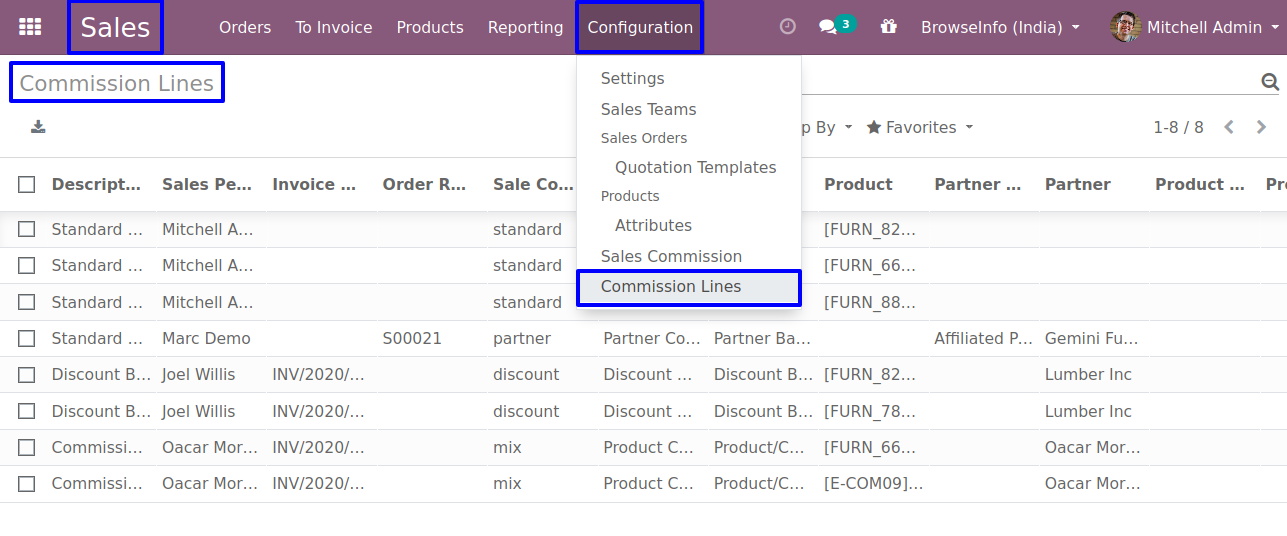 Sales Orders To Invoice Products Reporting Configuration 3 BrowseInfo (India) Mitchell Admin
Commission Lines
Settings
Sales Teams
Sales Orders
Quotation Templates
Products
Attributes
Sales Commission
Commission Lines
p By Favorites 1-8 / 8
Descript... Sales Pe... Invoice ... Order R... Sale Co... Product Partner ... Partner Product ... Pr
Standard ... Mitchell A... standard [FURN_82...
Standard ... Mitchell A... standard [FURN_66...
Standard ... Mitchell A... standard [FURN_88...
Standard ... Marc Demo S00021 partner Partner Co... Partner Ba... Affiliated P... Gemini Fu...
Discount B... Joel Willis INV/2020/... discount Discount ... Discount B... [FURN_82... Lumber Inc
Discount B... Joel Willis INV/2020/... discount Discount ... Discount B... [FURN_78... Lumber Inc
Commissi... Oacar Mor... INV/2020/... mix Product C... Product/C... [FURN_66... Oacar Mor...
Commissi... Oacar Mor... INV/2020/... mix Product C... Product/C... [E-COM09]... Oacar Mor...